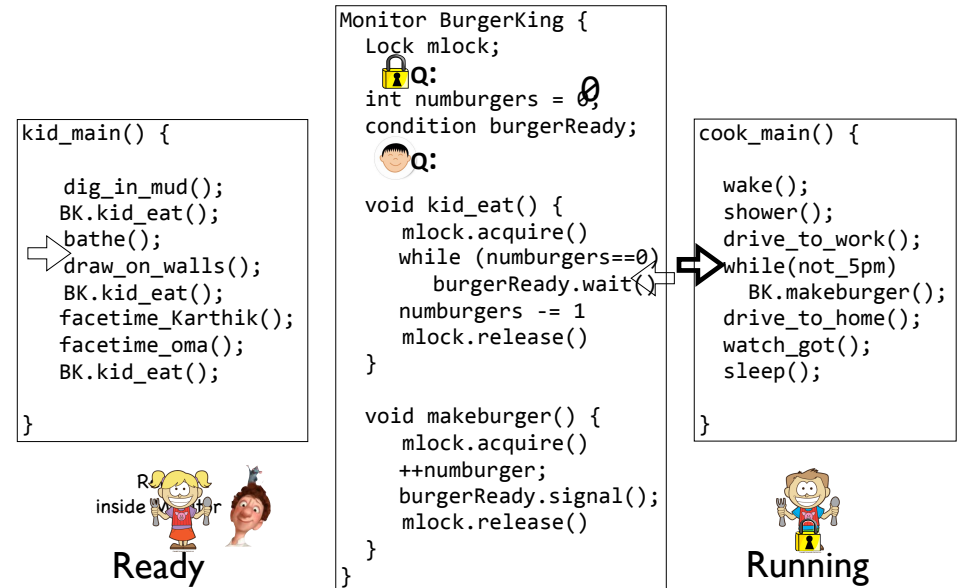 kid_main() {
dig_in_mud();
BK.kid_eat();
bathe();
draw_on_walls();
BK.kid_eat();
facetime_Karthik();
facetime_oma();
BK.kid_eat();
}
Monitor BurgerKing {
Lock mlock;
Q:
int numburgers = 0;
0
condition burgerReady;
Q:
void kid_eat() {
mlock.acquire()
while (numburgers==0)
burgerReady.wait()
numburgers -= 1
mlock.release()
}
void makeburger() {
mlock.acquire()
++numburger;
burgerReady.signal();
mlock.release()
}
}
cook_main() {
wake();
shower();
drive_to_work();
while(not_5pm)
BK.makeburger();
drive_to_home();
watch_got();
sleep();
}
inside
Ready
Running